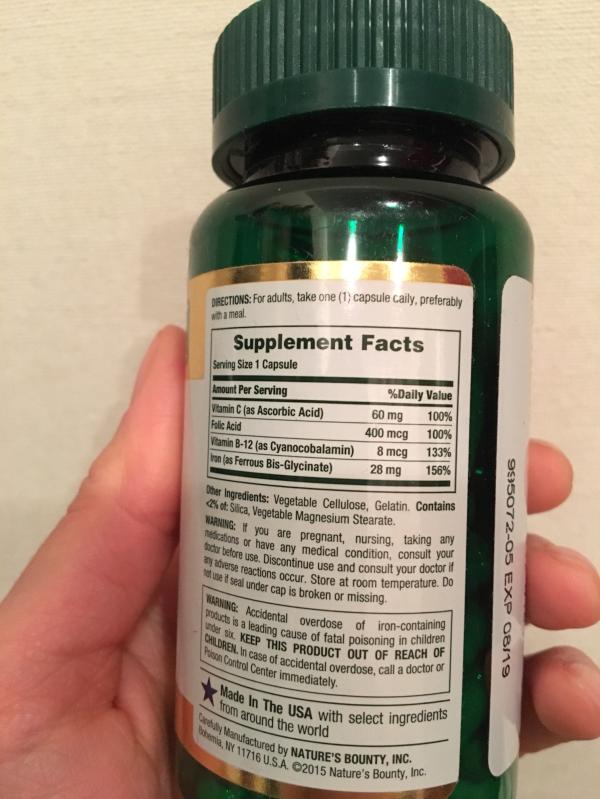 DIRECTIONS: For adults, take one (1) capsule caily, preferably
with a meal.
Supplement Facts
Serving Size 1 Capsule
Amount Per Serving %Daily Value
Vitamin C (as Ascorbic Acid) 60 mg 100%
Folic Acid 400 mcg 100%
Vitamin B-12 (as Cyanocobalamin) 8 mcg 133%
Iron (as Ferrous Bis-Glycinate) 28 mg 156%
Other Ingredients: Vegetable Cellulose, Gelatin. Contains
<2% of: Silica, Vegetable Magnesium Stearate.
WARNING: If you are pregnant, nursing, taking any
medications or have any medical condition, consult your
doctor before use. Discontinue use and consult your doctor if
any adverse reactions occur. Store at room temperature. Do
not use if seal under cap is broken or missing.
WARNING: Accidental overdose of iron-containing
products is a leading cause of fatal poisoning in children
under six. KEEP THIS PRODUCT OUT OF REACH OF
CHILDREN. In case of accidental overdose, call a doctor or
Poison Control Center immediately.
Made In The USA with select ingredients
from around the world
Carefully Manufactured by NATURE'S BOUNTY, INC.
Bohemia, NY 11716 U.S.A. ©2015 Nature's Bounty, Inc.
995072-05 EXP 08/19